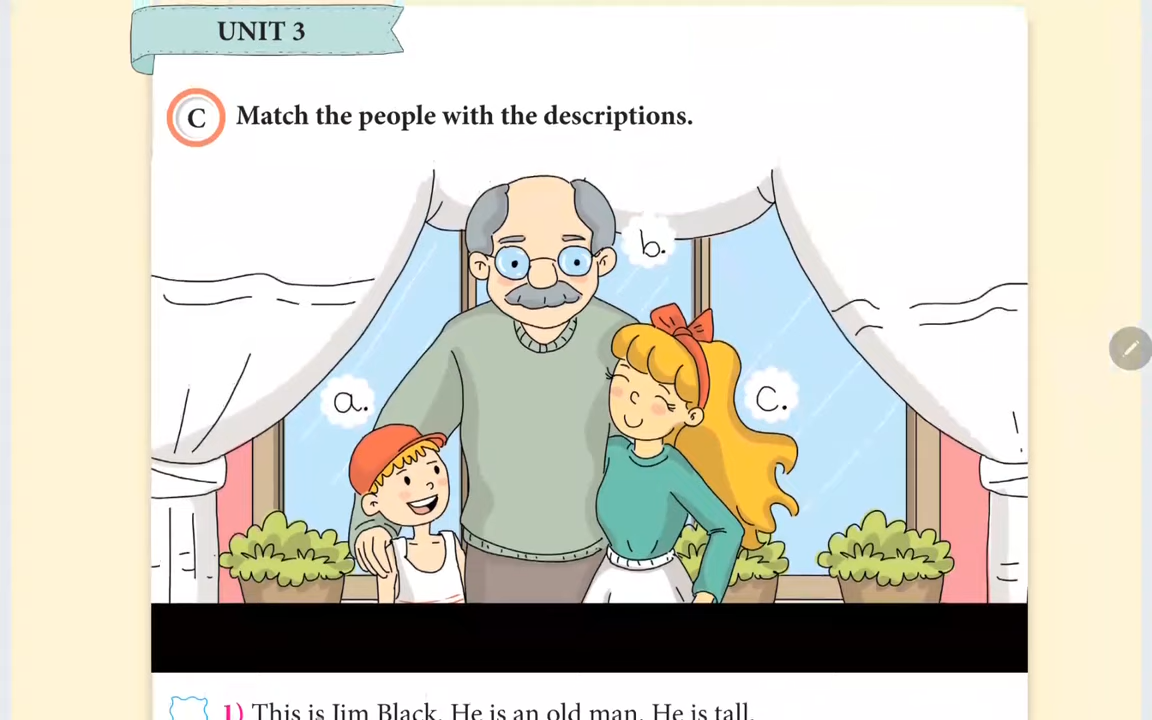 UNIT 3
C Match the people with the descriptions.
b.
a.
c.
1) This is Jim Black. He is an old man. He is tall.